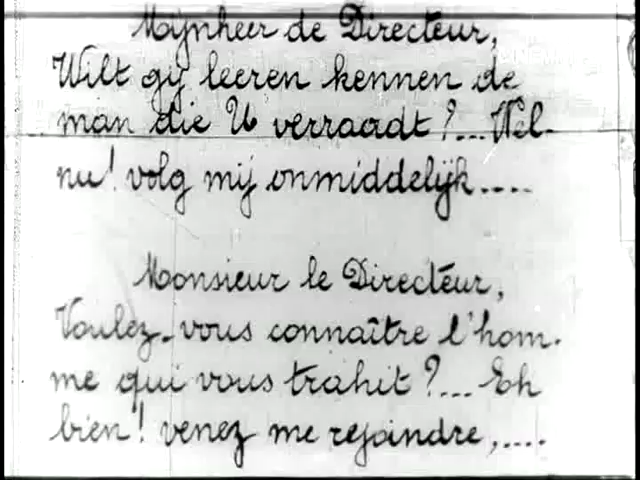 Mijnheer de Directeur,
Wilt gij leeren kennen de
man die U verraadt?...Wel-
nu! volg mij onmiddelijk.....
Monsieur le Directeur,
Voulez-vous connaître l'hom-
me qui vous trahit?... Eh
bien! venez me rejoindre,....